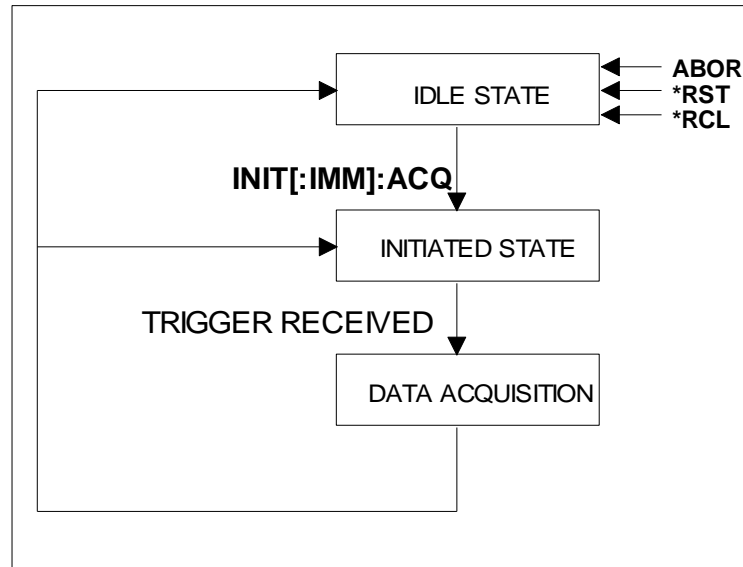 ABOR
*RST
*RCL
IDLE STATE
INIT[:IMM]:ACQ
INITIATED STATE
TRIGGER RECEIVED
DATA ACQUISITION